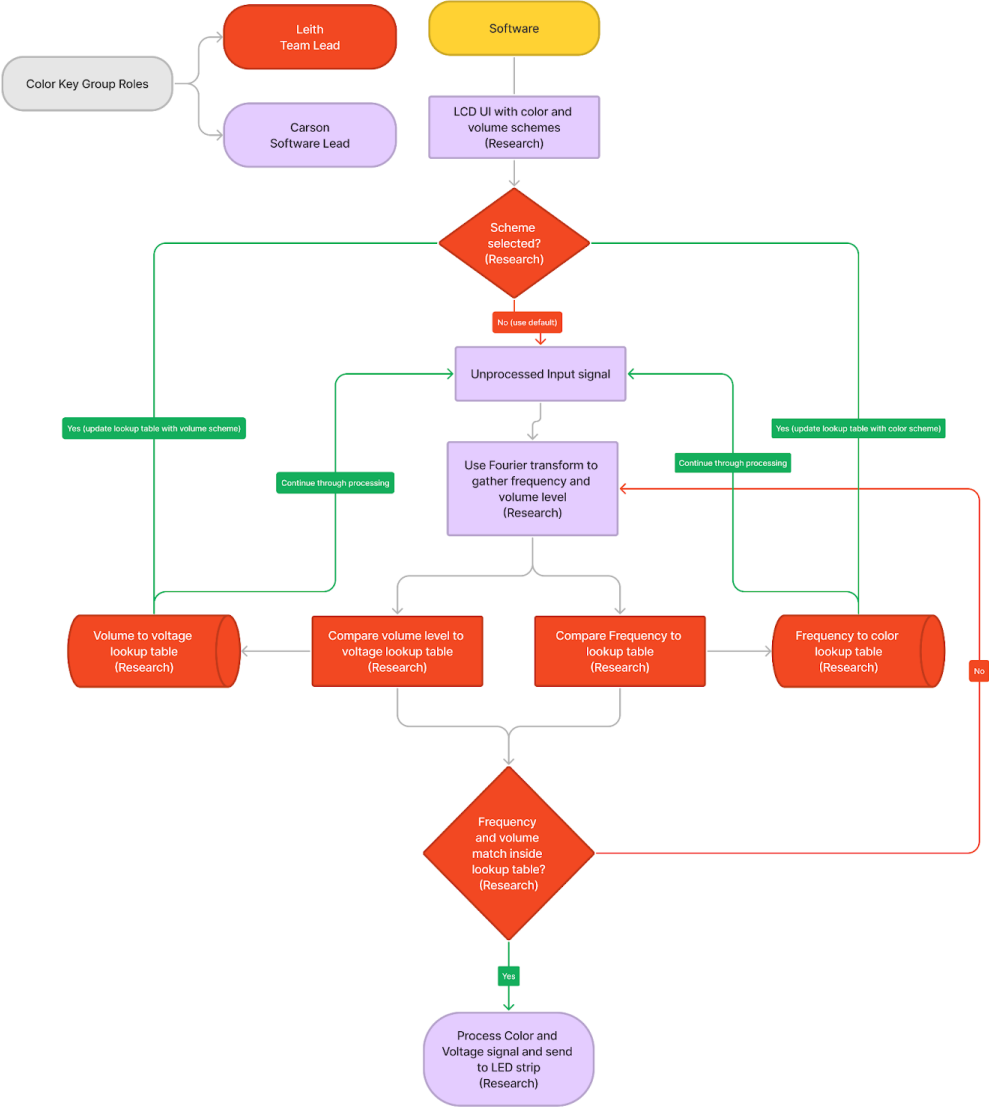 Leith
Team Lead
Software
Color Key Group Roles
LCD UI with color and
volume schemes
(Research)
Carson
Software Lead
Scheme
selected?
(Research)
No (use default)
Unprocessed Input signal
Yes (update lookup table with volume scheme)
Yes (update lookup table with color scheme)
Continue through processing
Continue through processing
Use Fourier transform to
gather frequency and
volume level
(Research)
Volume to voltage
lookup table
(Research)
Compare volume level to
voltage lookup table
(Research)
Compare Frequency to
lookup table
(Research)
Frequency to color
lookup table
(Research)
No
Frequency
and volume
match inside
lookup table?
(Research)
Yes
Process Color and
Voltage signal and send
to LED strip
(Research)